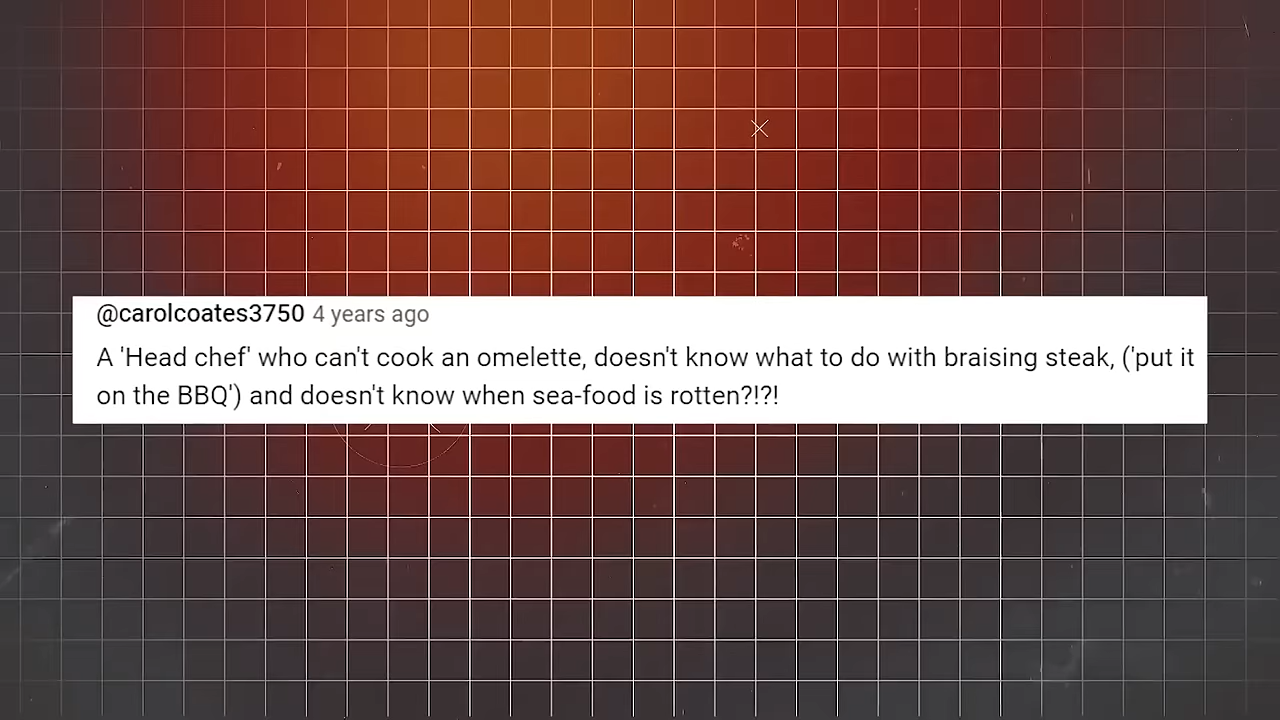 @carolcoates3750 4 years ago
A 'Head chef' who can't cook an omelette, doesn't know what to do with braising steak, ('put it
on the BBQ') and doesn't know when sea-food is rotten?!?!